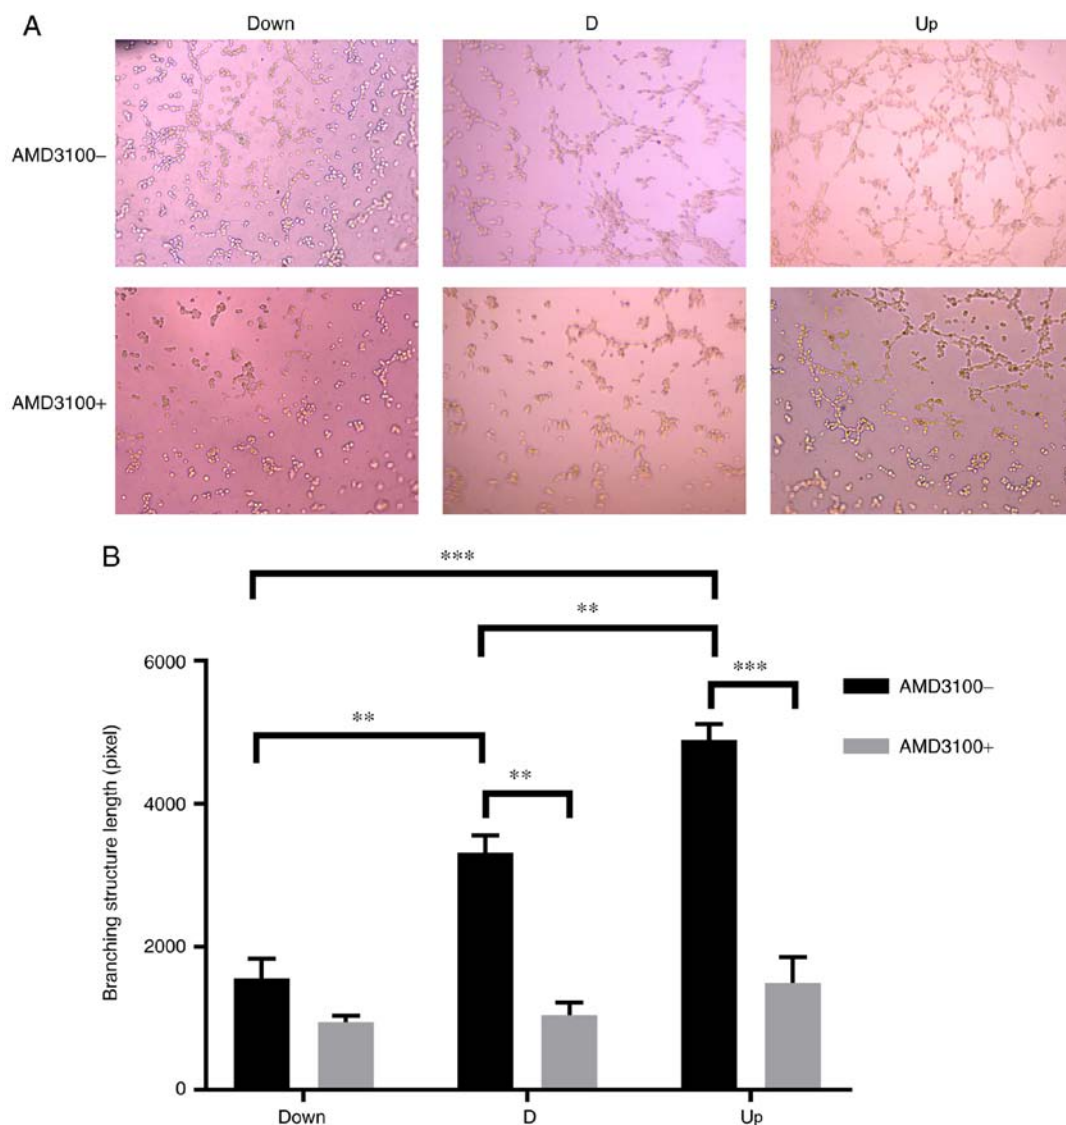 A
Down
D
Up
AMD3100–
AMD3100+
B
***
**
***
**
**
6000
4000
2000
0
Branching structure length (pixel)
AMD3100–
AMD3100+
Down
D
Up